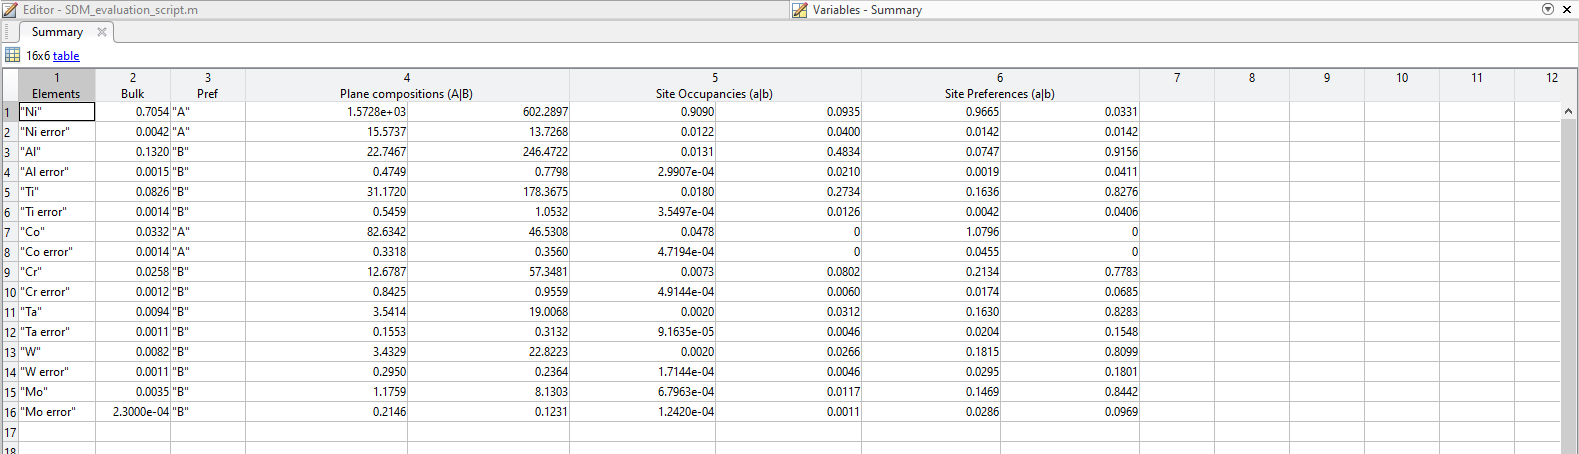 Editor - SDM_evaluation_script.m Variables - Summary
Summary
16x6 table
1 2 3 4 5 6 7 8 9 10 11 12
Elements Bulk Pref Plane compositions (A|B) Site Occupancies (a|b) Site Preferences (a|b)
1 "Ni" 0.7054 "A" 1.5728e+03 602.2897 0.9090 0.0935 0.9665 0.0331
2 "Ni error" 0.0042 "A" 15.5737 13.7268 0.0122 0.0400 0.0142 0.0142
3 "Al" 0.1320 "B" 22.7467 246.4722 0.0131 0.4834 0.0747 0.9156
4 "Al error" 0.0015 "B" 0.4749 0.7798 2.9907e-04 0.0210 0.0019 0.0411
5 "Ti" 0.0826 "B" 31.1720 178.3675 0.0180 0.2734 0.1636 0.8276
6 "Ti error" 0.0014 "B" 0.5459 1.0532 3.5497e-04 0.0126 0.0042 0.0406
7 "Co" 0.0332 "A" 82.6342 46.5308 0.0478 0 1.0796 0
8 "Co error" 0.0014 "A" 0.3318 0.3560 4.7194e-04 0 0.0455 0
9 "Cr" 0.0258 "B" 12.6787 57.3481 0.0073 0.0802 0.2134 0.7783
10 "Cr error" 0.0012 "B" 0.8425 0.9559 4.9144e-04 0.0060 0.0174 0.0685
11 "Ta" 0.0094 "B" 3.5414 19.0068 0.0020 0.0312 0.1630 0.8283
12 "Ta error" 0.0011 "B" 0.1553 0.3132 9.1635e-05 0.0046 0.0204 0.1548
13 "W" 0.0082 "B" 3.4329 22.8223 0.0020 0.0266 0.1815 0.8099
14 "W error" 0.0011 "B" 0.2950 0.2364 1.7144e-04 0.0046 0.0295 0.1801
15 "Mo" 0.0035 "B" 1.1759 8.1303 6.7963e-04 0.0117 0.1469 0.8442
16 "Mo error" 2.3000e-04 "B" 0.2146 0.1231 1.2420e-04 0.0011 0.0286 0.0969
17
18